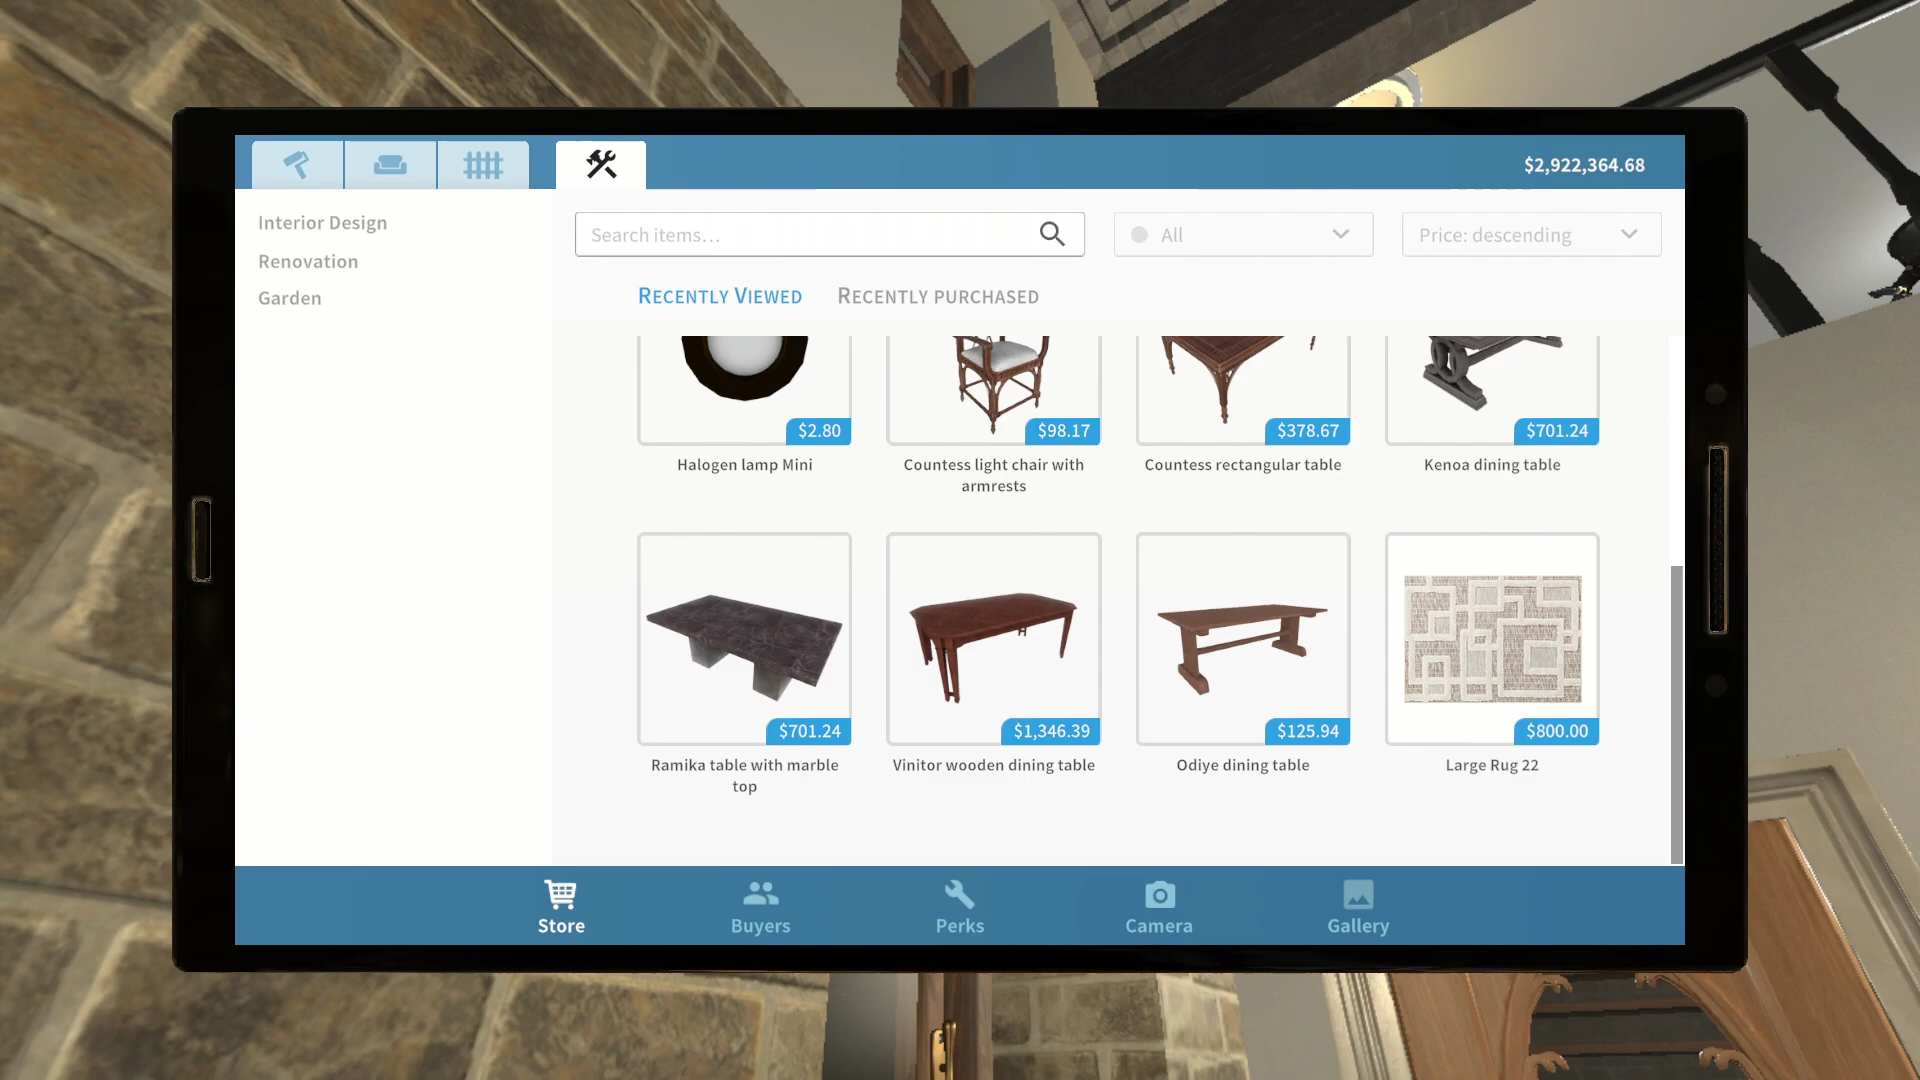 $2,922,364.68
Interior Design
Renovation
Garden
Search items...
All
Price: descending
Recently Viewed
Recently purchased
$2.80
$98.17
$378.67
$701.24
Halogen lamp Mini
Countess light chair with
armrests
Countess rectangular table
Kenoa dining table
$701.24
$1,346.39
$125.94
$800.00
Ramika table with marble
top
Vinitor wooden dining table
Odiye dining table
Large Rug 22
Store
Buyers
Perks
Camera
Gallery